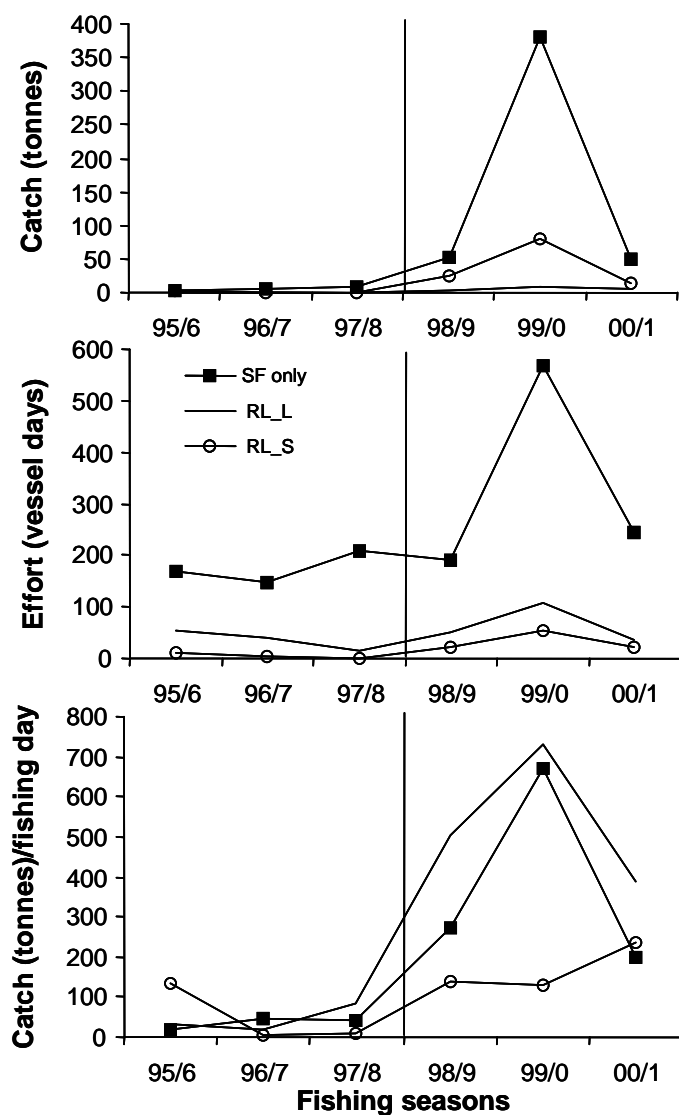 Catch (tonnes)
400
350
300
250
200
150
100
50
0
95/6 96/7 97/8 98/9 99/0 00/1
Effort (vessel days)
600
500
400
300
200
100
0
SF only
RL_L
RL_S
95/6 96/7 97/8 98/9 99/0 00/1
Catch (tonnes)/fishing day
800
700
600
500
400
300
200
100
0
95/6 96/7 97/8 98/9 99/0 00/1
Fishing seasons